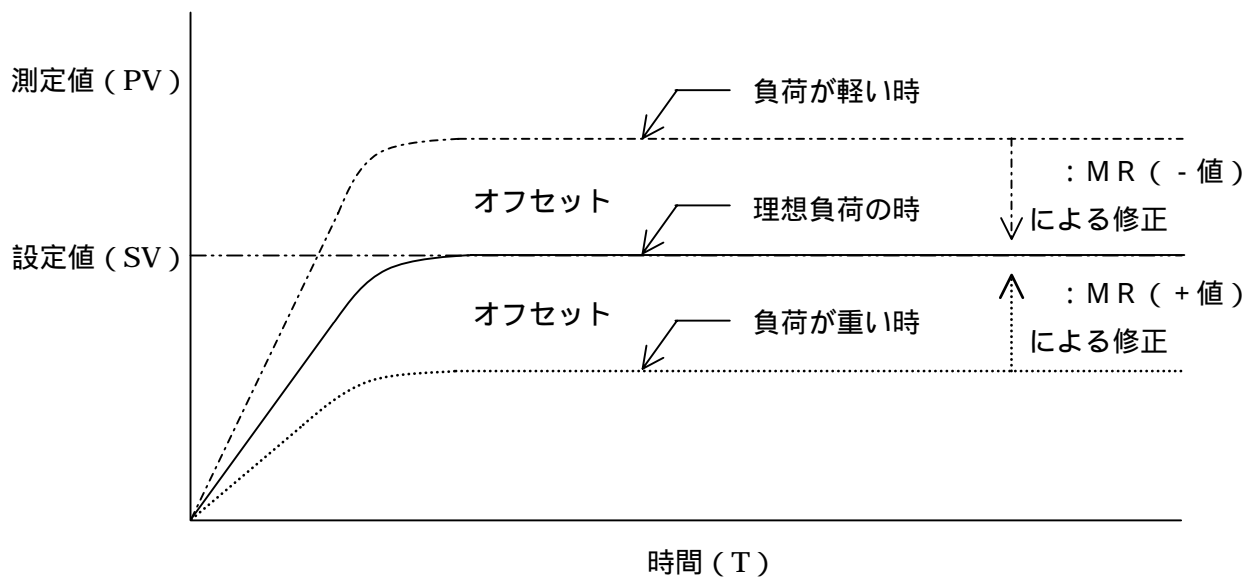 測定値（PV）
負荷が軽い時
：ＭＲ（ -値）
による修正
オフセット
理想負荷の時
設定値（SV）
：ＭＲ（ +値）
による修正
オフセット
負荷が重い時
時間（T）